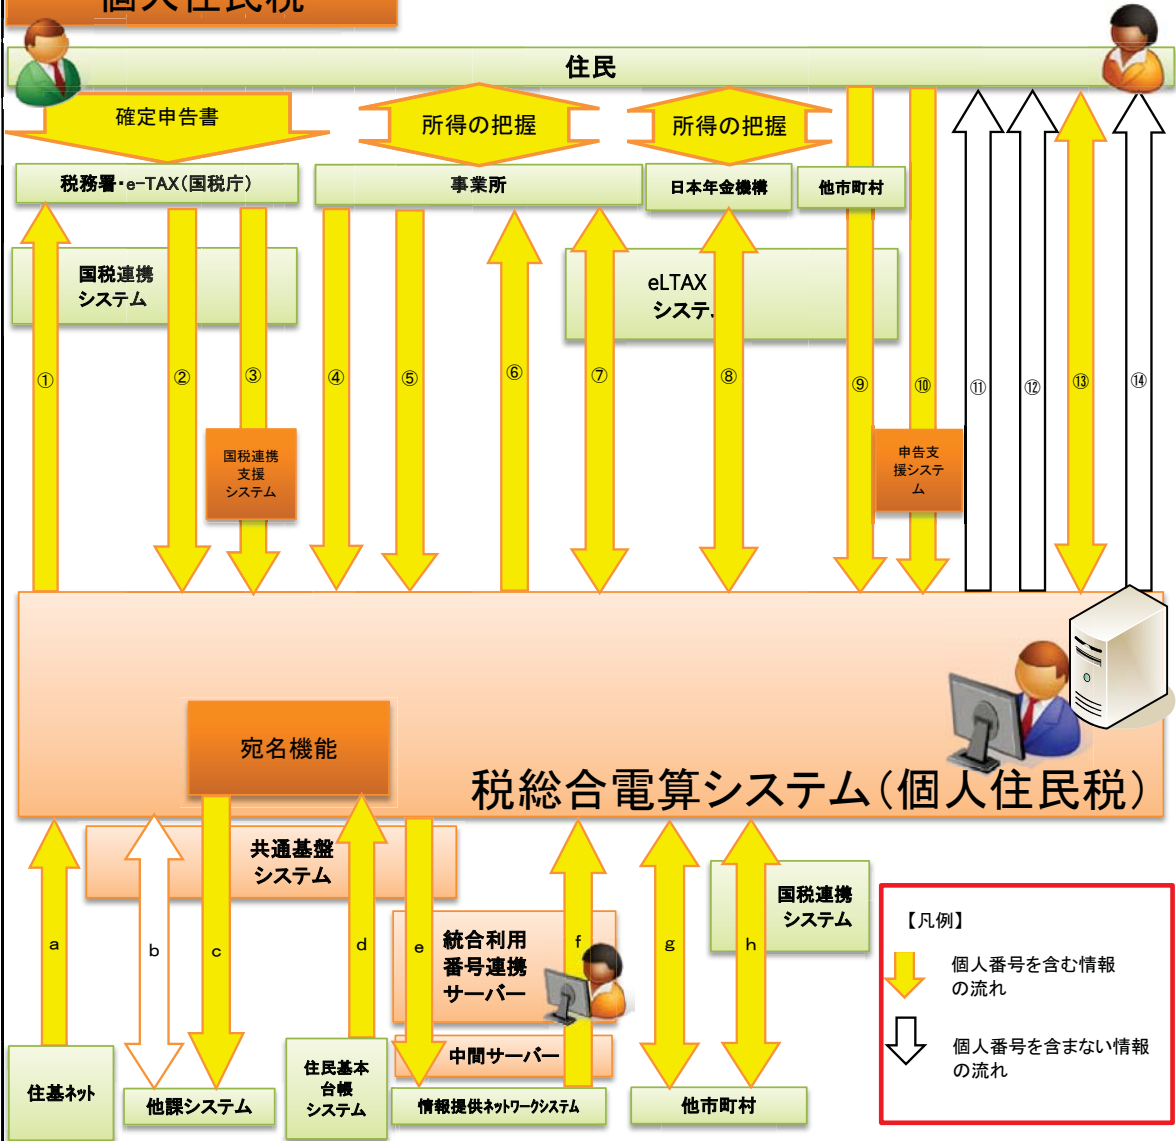 個人住民税
住民
確定申告書
所得の把握
所得の把握
税務署・e-TAX(国税庁)
事業所
日本年金機構
他市町村
国税連携
システム
eLTAX
システ
①
②
③
④
⑤
⑥
⑦
⑧
⑨
⑩
⑪
⑫
⑬
⑭
国税連携
支援
システム
申告支
援システ
ム
宛名機能
税総合電算システム(個人住民税)
共通基盤
システム
国税連携
システム
a
b
c
d
e
f
g
h
統合利用
番号連携
サーバー
中間サーバー
住基ネット
他課システム
住民基本
台帳
システム
情報提供ネットワークシステム
他市町村
【凡例】
個人番号を含む情報
の流れ
個人番号を含まない情報
の流れ